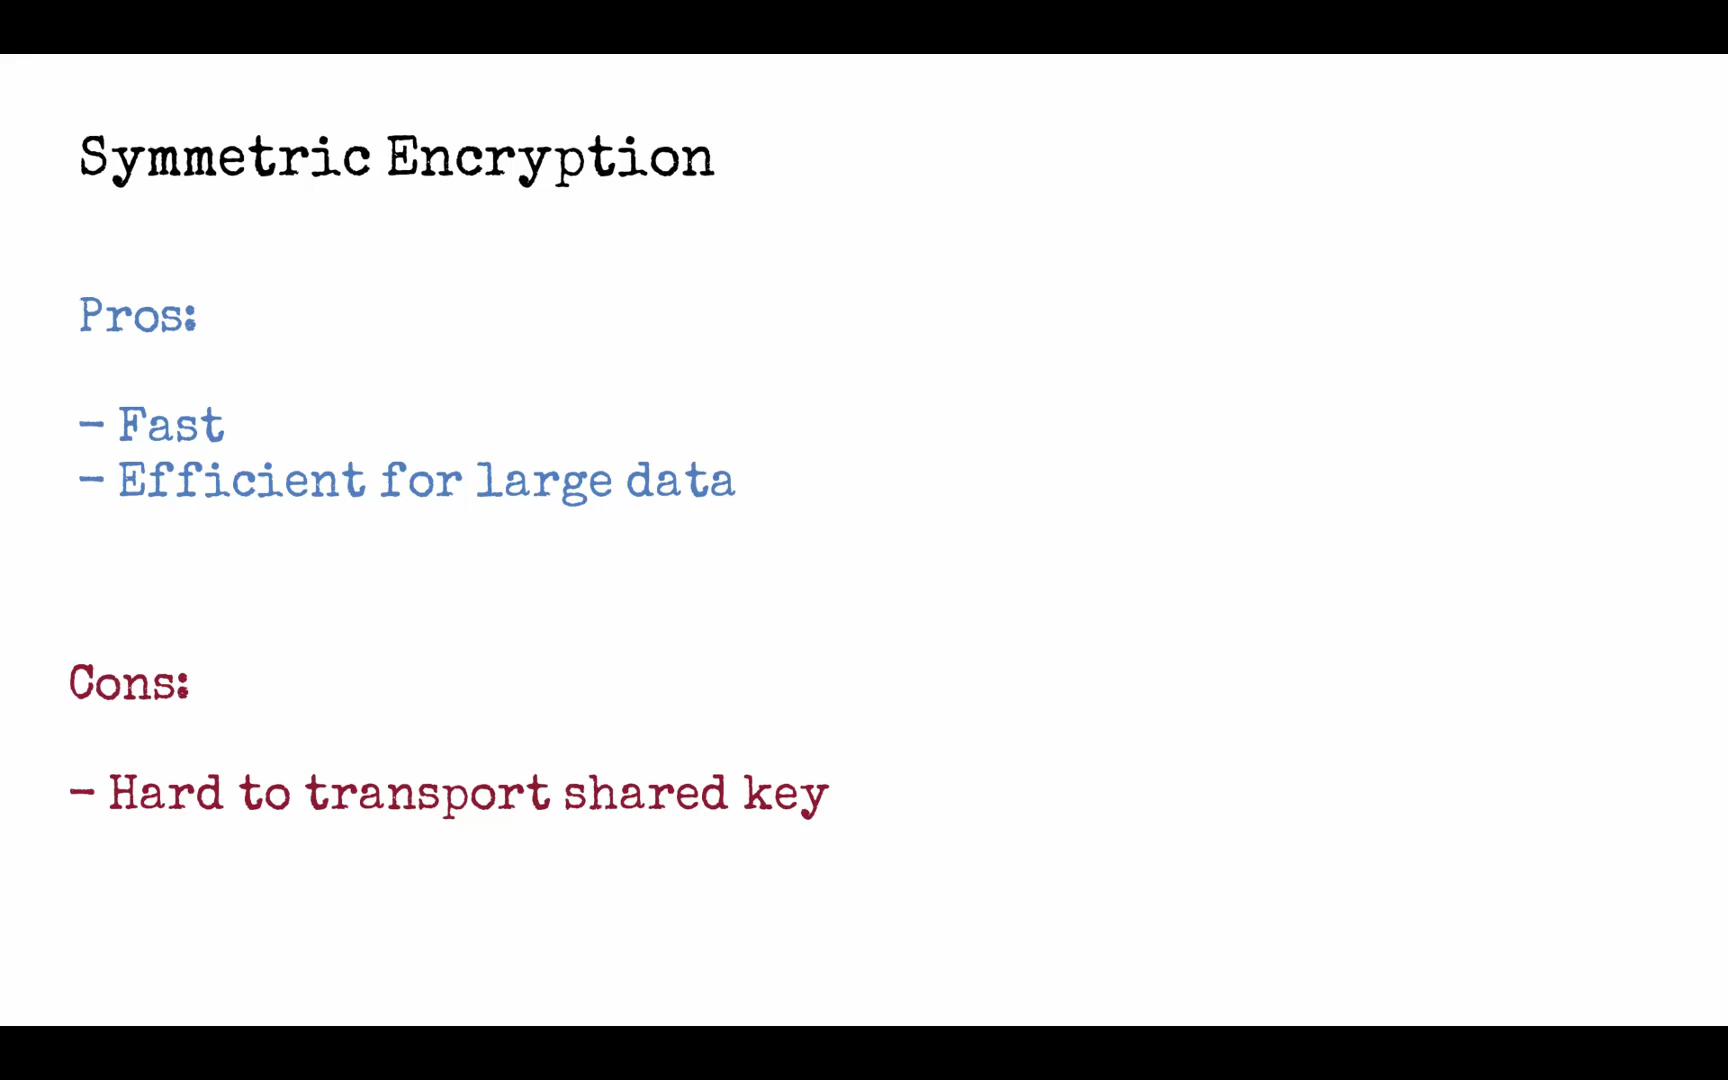 Symmetric Encryption
Pros:
- Fast
- Efficient for large data
Cons:
- Hard to transport shared key